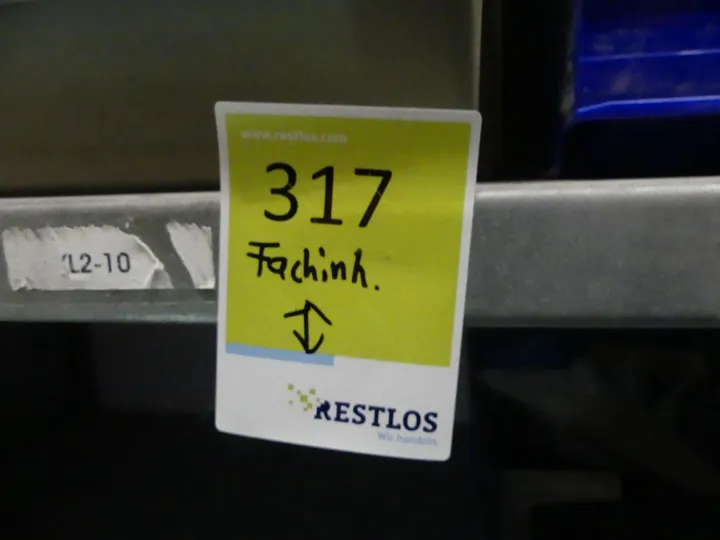 www.restlos.com
317
Fachinh.
L2-10
RESTLOS
Wir handeln